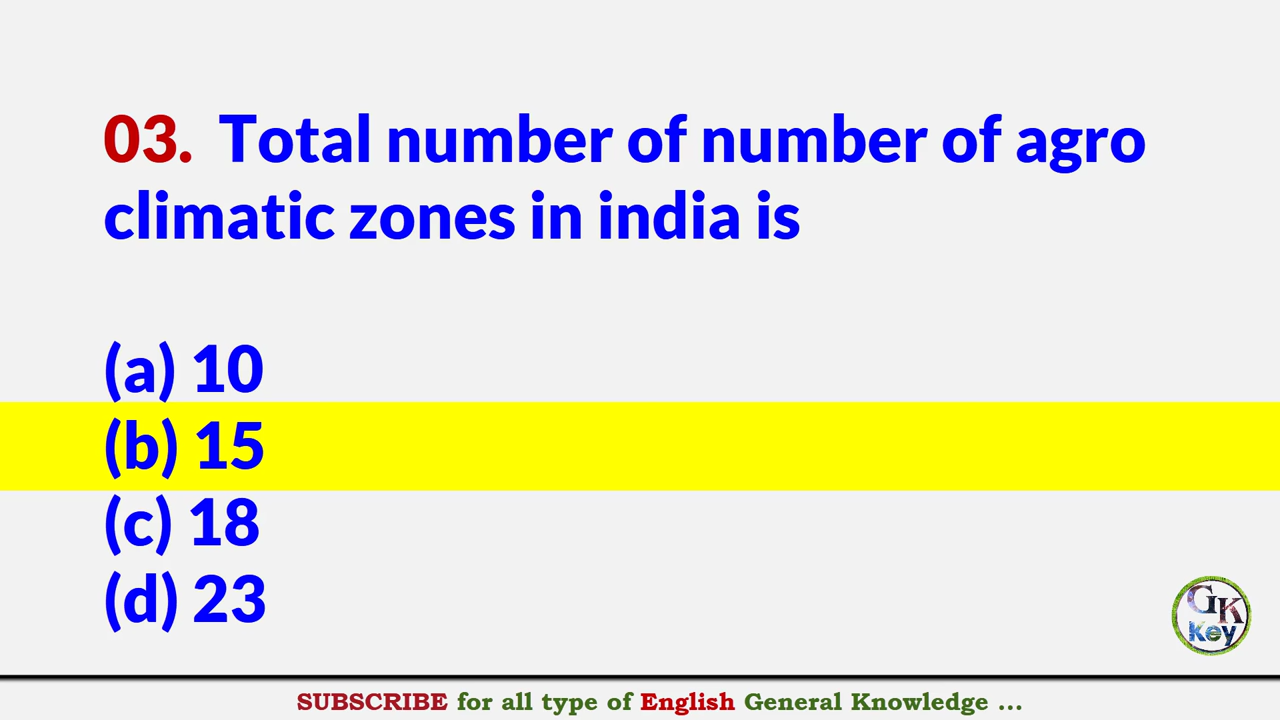 03. Total number of number of agro
climatic zones in india is
(a) 10
(b) 15
(c) 18
(d) 23
GK
key
SUBSCRIBE for all type of English General Knowledge ...